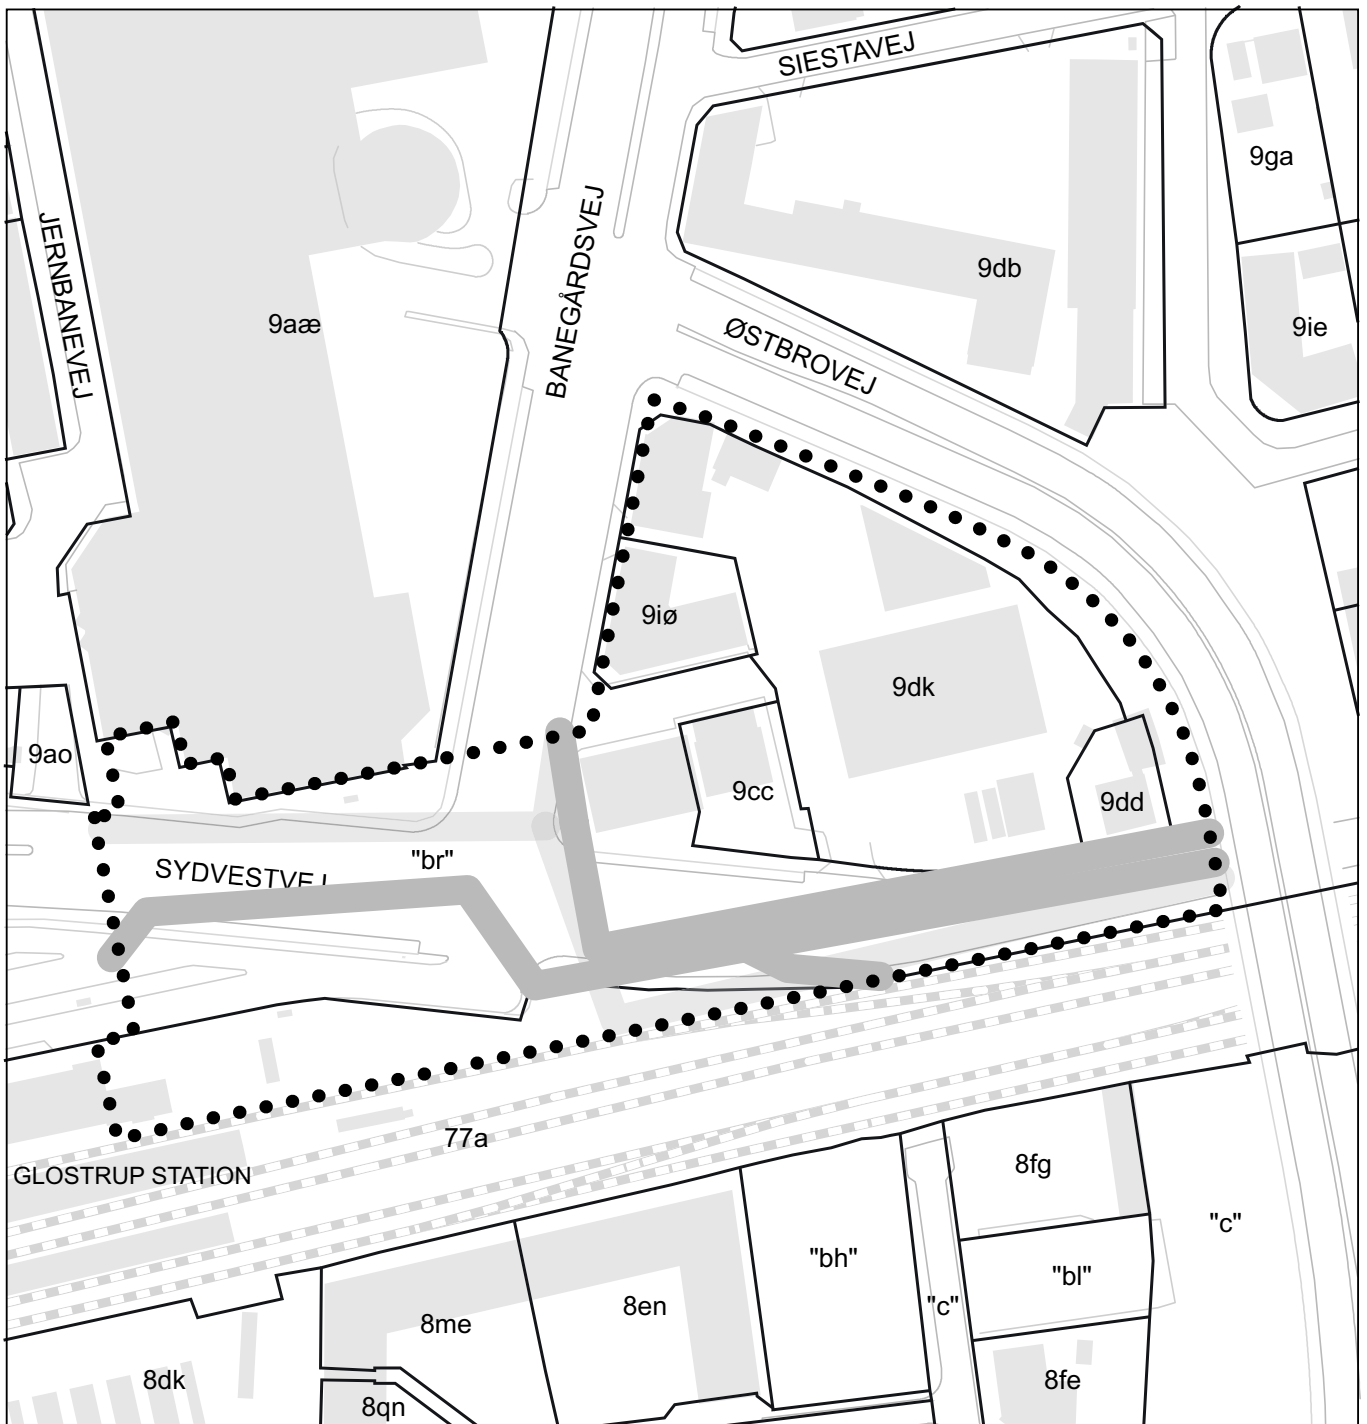 SIESTAVEJ
9ga
JERNBANEVEJ
BANEGÅRDSVEJ
9db
9aæ
ØSTBROVEJ
9ie
9iø
9dk
9ao
9cc
9dd
"br"
SYDVESTVEJ
77a
GLOSTRUP STATION
8fg
"c"
"bh"
"bl"
"c"
8en
8me
8dk
8fe
8qn